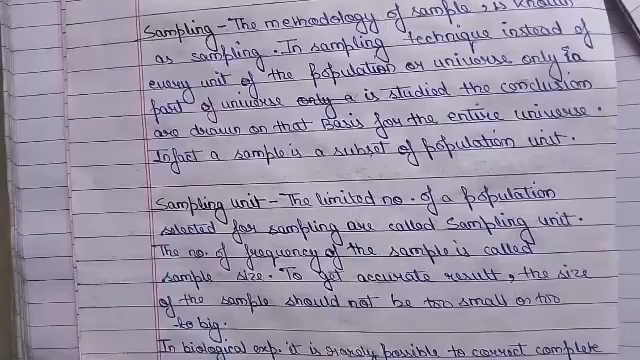 Sampling - The methodology of sample, is known
as sampling. In sampling technique instead of
every unit of the population or universe only in
part of universe only a is studied the conclusion
are drawn on that Basis for the entire universe.
Infact a sample is a subset of population unit.
Sampling unit - The limited no. of a population
selected for sampling are called Sampling unit.
The no. of frequency of the sample is called
sample size. To get accurate result, the size
of the sample should not be too small or too
to big.
In biological exp. it is rarely possible to correct complete